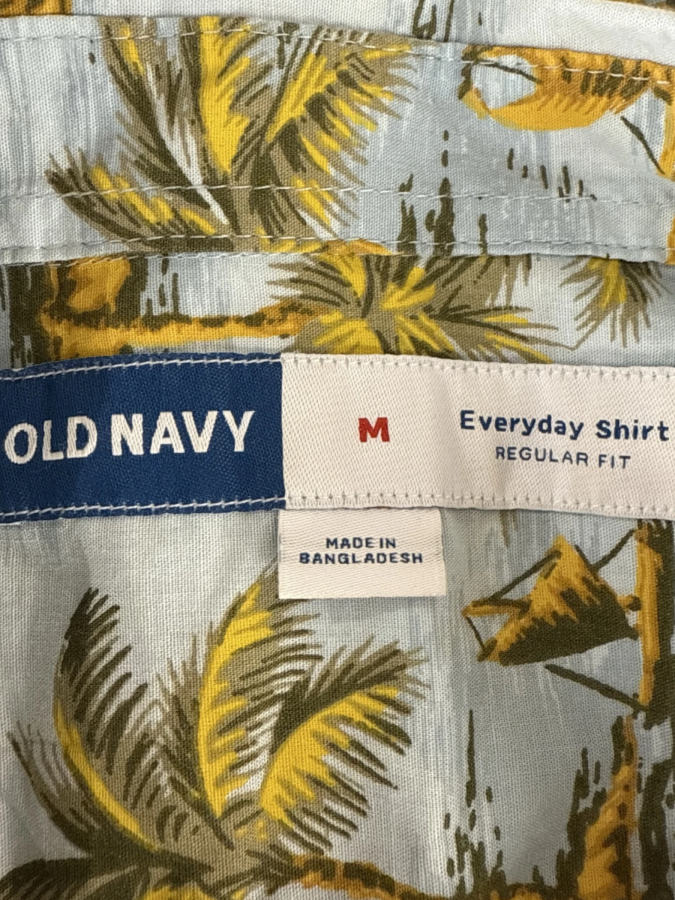 OLD NAVY
M
Everyday Shirt
REGULAR FIT
MADE IN
BANGLADESH